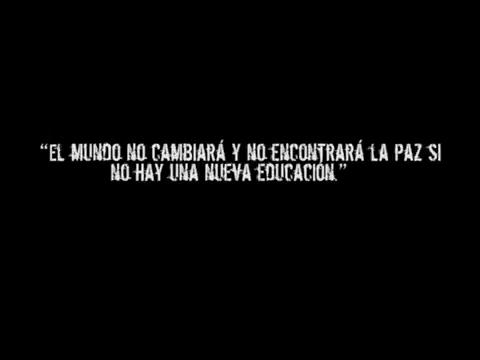 “EL MUNDO NO CAMBIARÁ Y NO ENCONTRARÁ LA PAZ SI
NO HAY UNA NUEVA EDUCACIÓN.”